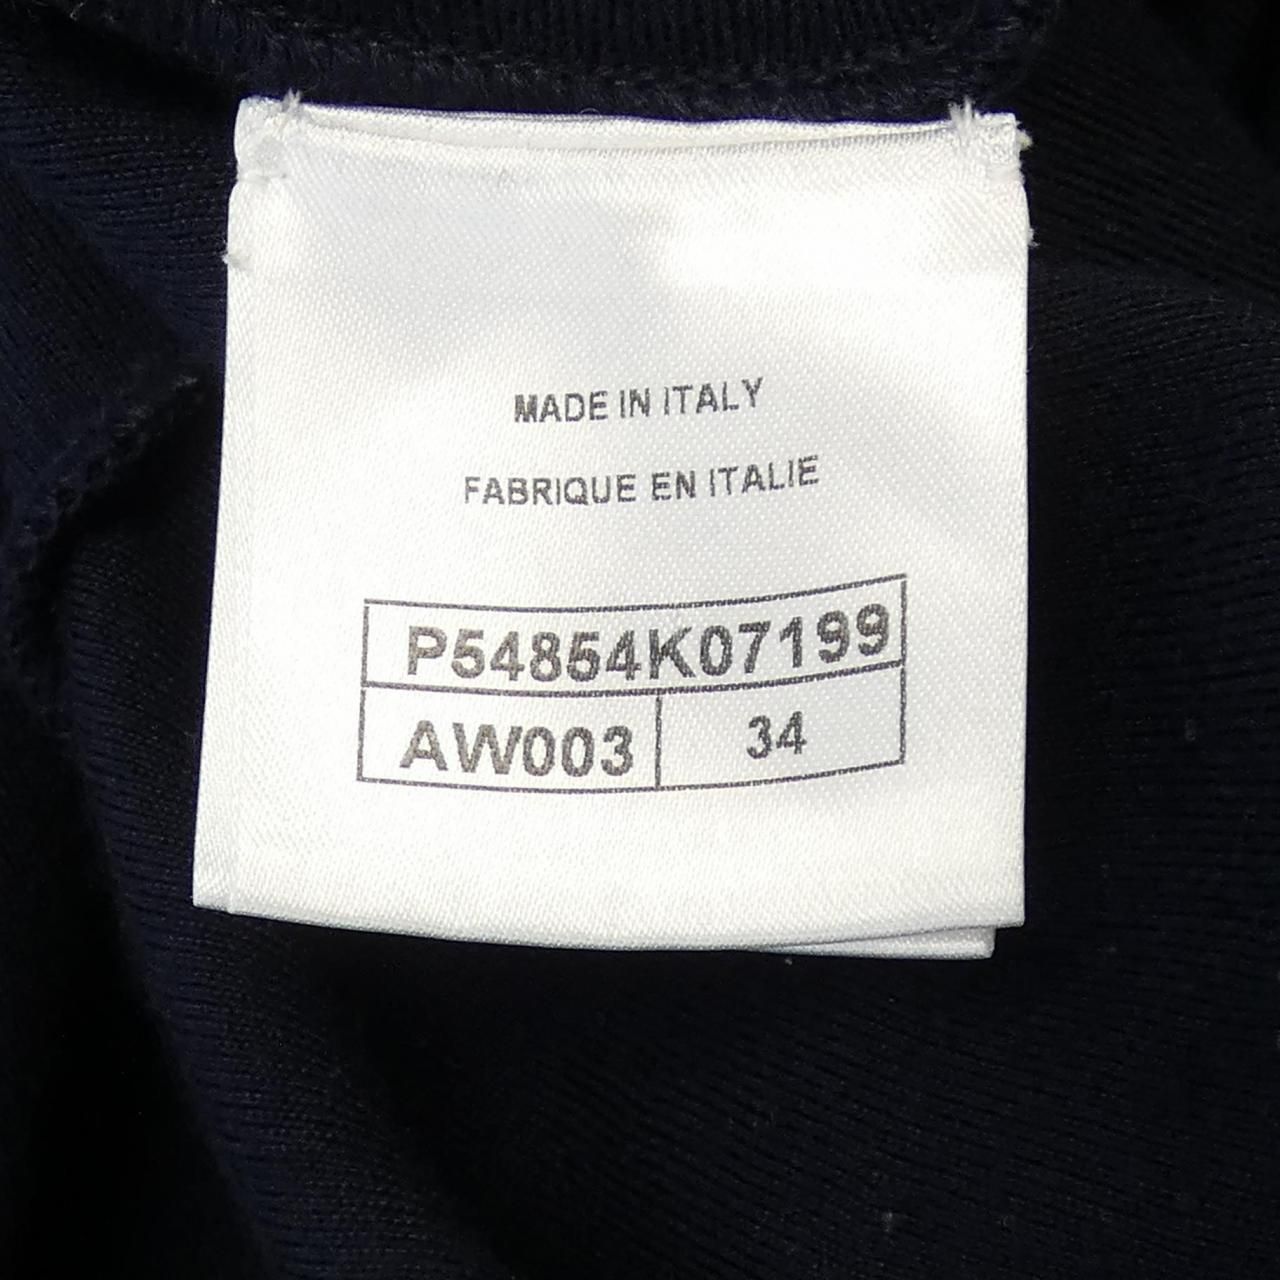 MADE IN ITALY
FABRIQUE EN ITALIE
P54854K07199
AW003 34